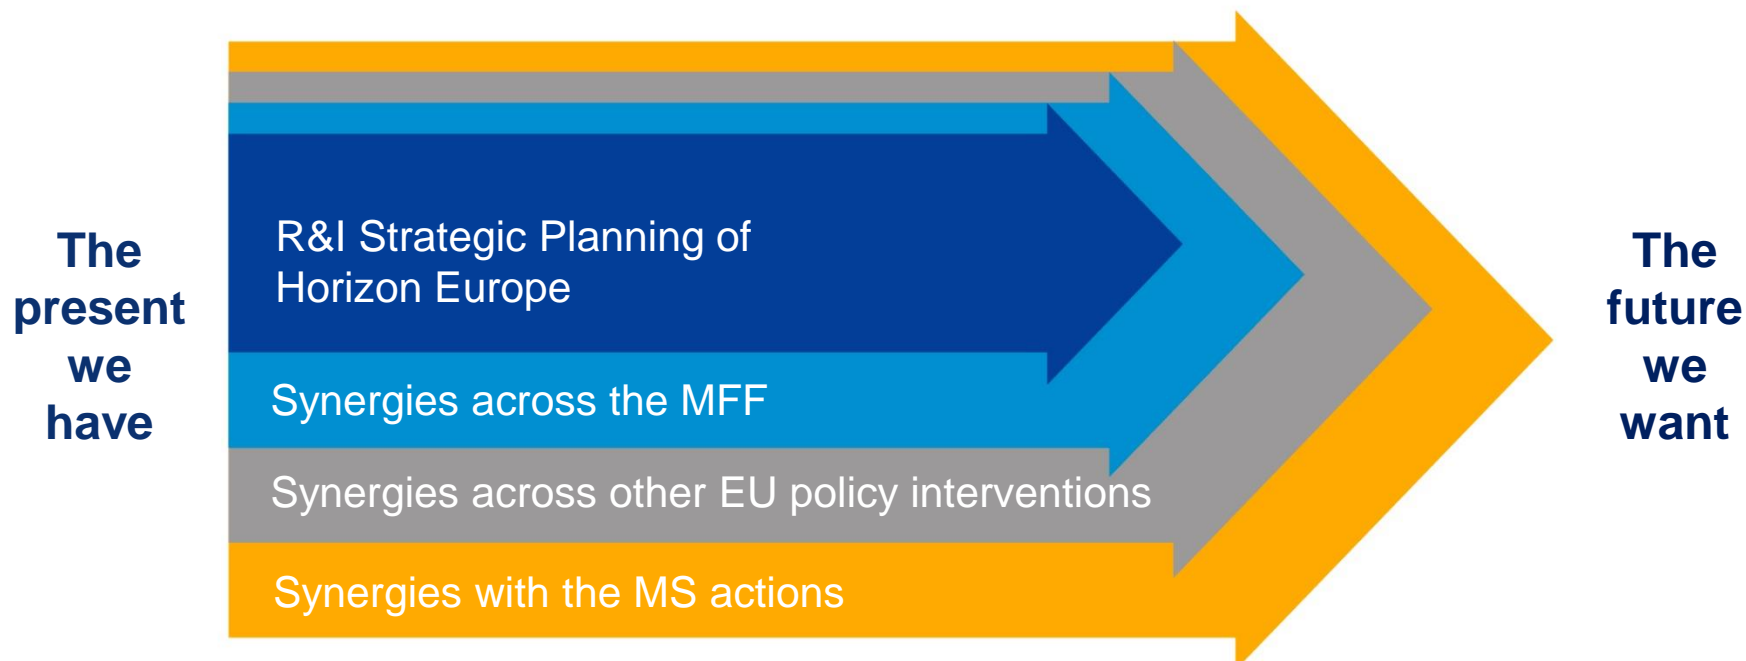 The
present
we
have
R&I Strategic Planning of
Horizon Europe
Synergies across the MFF
Synergies across other EU policy interventions
Synergies with the MS actions
The
future
we
want